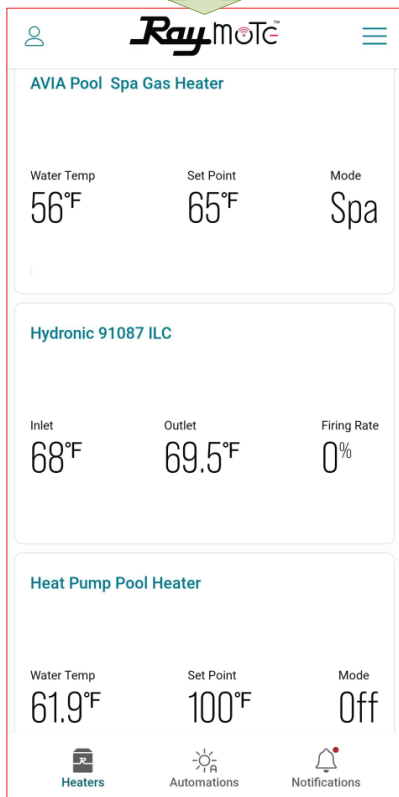 RayMOTE™
AVIA Pool Spa Gas Heater
Water Temp Set Point Mode
56°F 65°F Spa
Hydronic 91087 ILC
Inlet Outlet Firing Rate
68°F 69.5°F 0%
Heat Pump Pool Heater
Water Temp Set Point Mode
61.9°F 100°F Off
R A
Heaters Automations Notifications